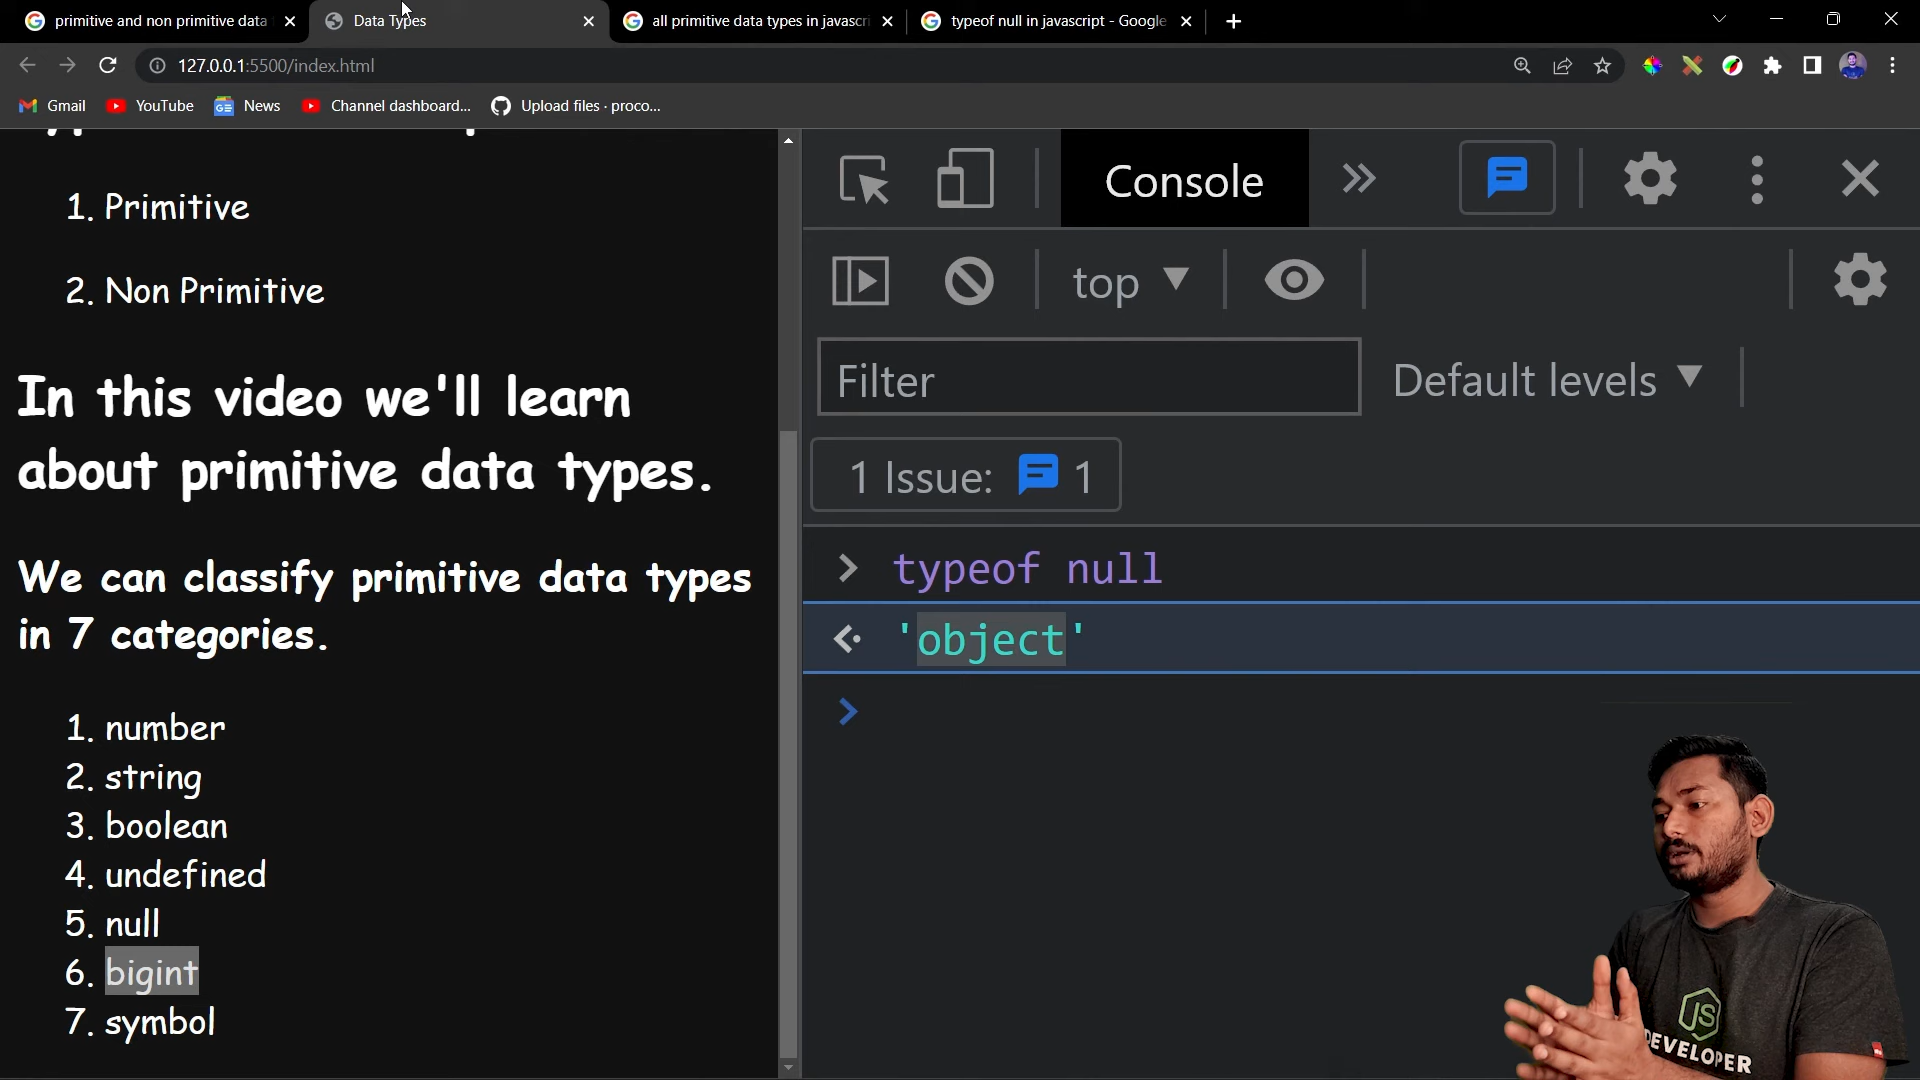 primitive and non primitive data
Data Types
all primitive data types in javascri
typeof null in javascript - Google
127.0.0.1:5500/index.html
Gmail
YouTube
News
Channel dashboard...
Upload files · proco...
1. Primitive
2. Non Primitive
In this video we'll learn
about primitive data types.
We can classify primitive data types
in 7 categories.
1. number
2. string
3. boolean
4. undefined
5. null
6. bigint
7. symbol
Console
top
Filter
Default levels
1 Issue: 1
typeof null
'object'
JS
DEVELOPER